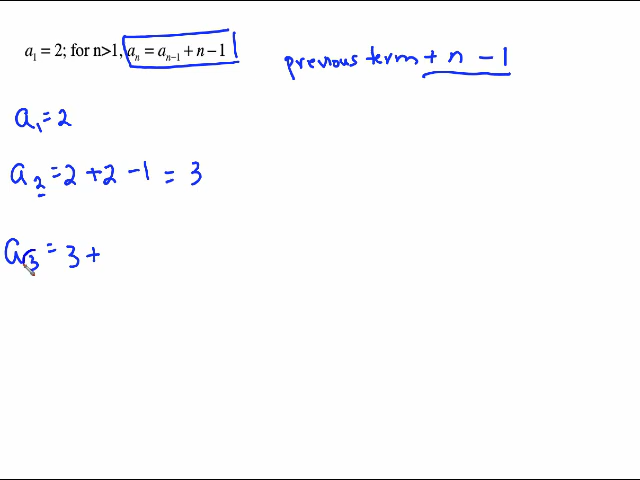 a₁ = 2; for n>1, aₙ = aₙ₋₁ + n − 1
previous term + n - 1
a₁ = 2
a₂ = 2 + 2 - 1 = 3
a₃ = 3 +